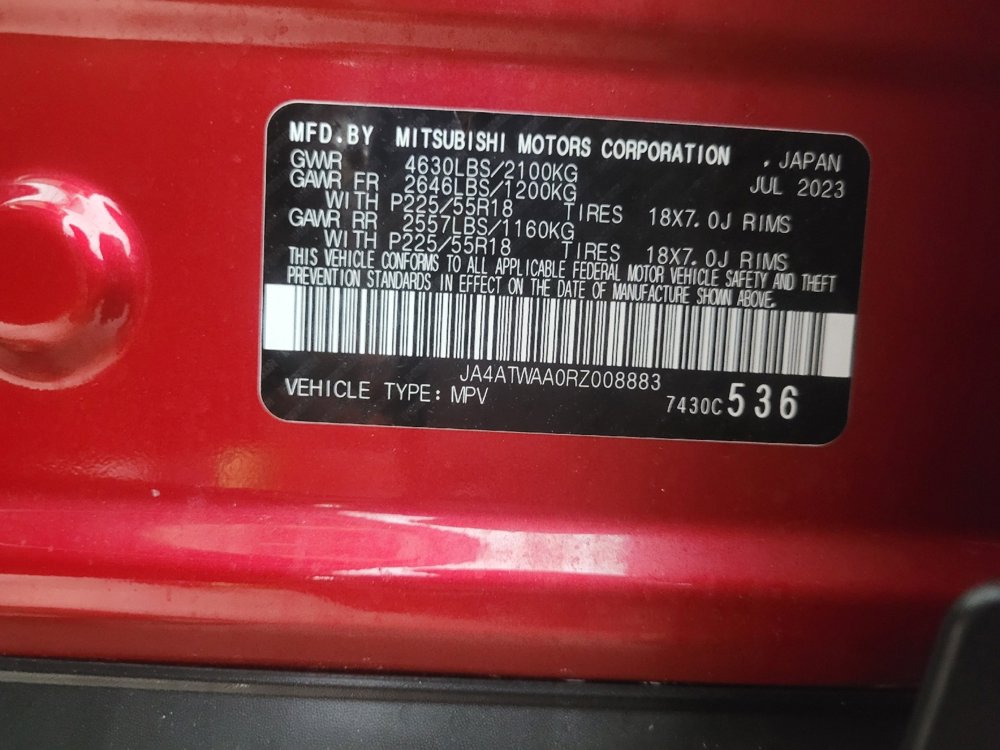 MFD.BY MITSUBISHI MOTORS CORPORATION , JAPAN
GVWR 4630LBS/2100KG JUL 2023
GAWR FR 2646LBS/1200KG
WITH P225/55R18 TIRES 18X7.0J RIMS
GAWR RR 2557LBS/1160KG
WITH P225/55R18 TIRES 18X7.0J RIMS
THIS VEHICLE CONFORMS TO ALL APPLICABLE FEDERAL MOTOR VEHICLE SAFETY AND THEFT
PREVENTION STANDARDS IN EFFECT ON THE DATE OF MANUFACTURE SHOWN ABOVE.
JA4ATWAA0RZ008883
VEHICLE TYPE: MPV 7430C 536